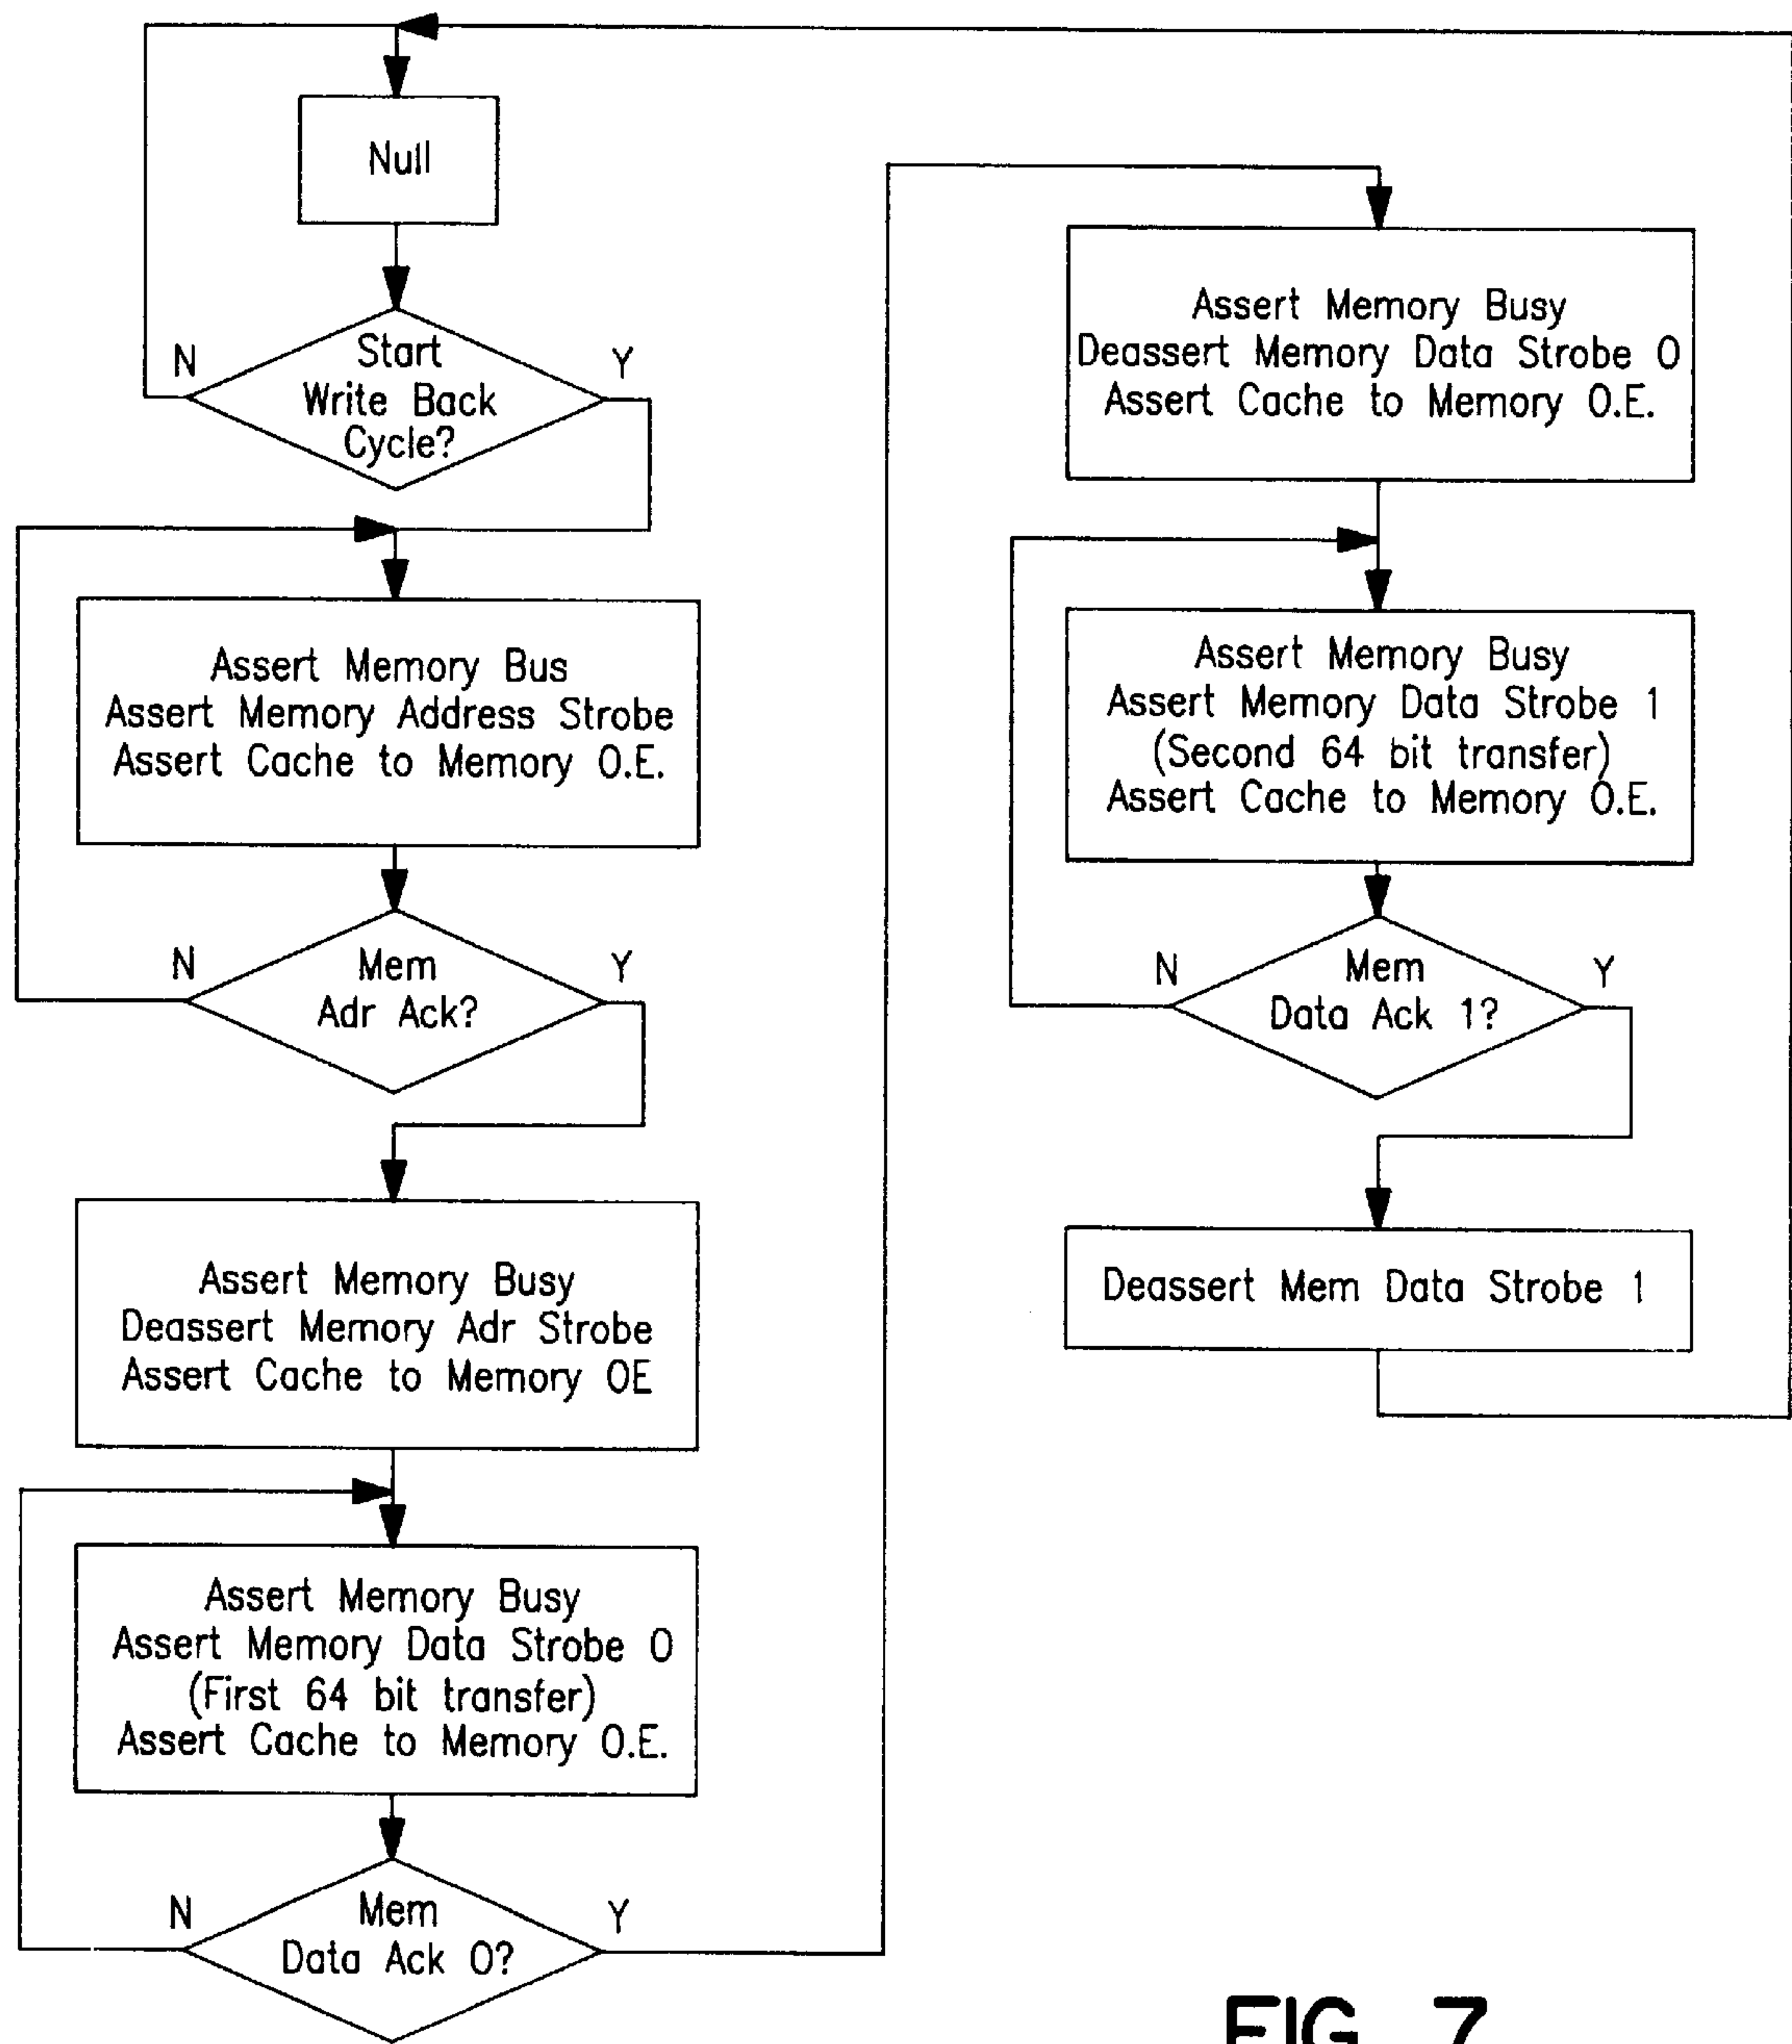 Null
Start
Write Back
Cycle?
N
Y
Assert Memory Bus
Assert Memory Address Strobe
Assert Cache to Memory O.E.
Mem
Adr Ack?
N
Y
Assert Memory Busy
Deassert Memory Adr Strobe
Assert Cache to Memory OE
Assert Memory Busy
Assert Memory Data Strobe 0
(First 64 bit transfer)
Assert Cache to Memory O.E.
Mem
Data Ack 0?
N
Y
Assert Memory Busy
Deassert Memory Data Strobe 0
Assert Cache to Memory O.E.
Assert Memory Busy
Assert Memory Data Strobe 1
(Second 64 bit transfer)
Assert Cache to Memory O.E.
Mem
Data Ack 1?
N
Y
Deassert Mem Data Strobe 1
FIG. 7